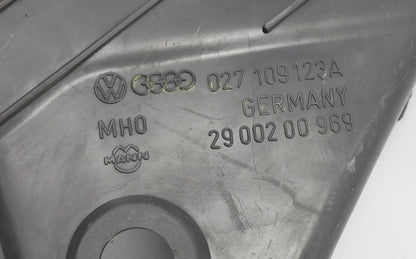 027 109 123A
GERMANY
MHO
29 002 00 969
MANN